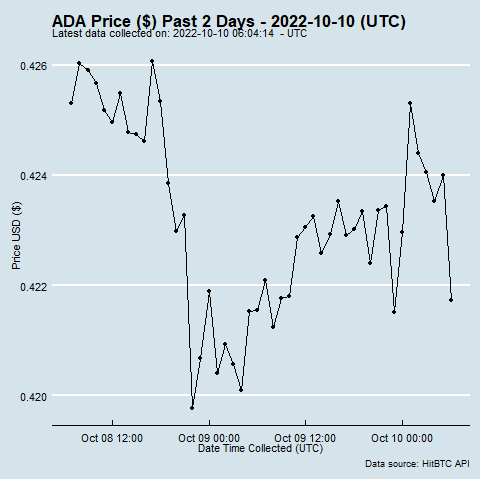 ADA Price ($) Past 2 Days - 2022-10-10 (UTC)
Latest data collected on: 2022-10-10 06:04:14  - UTC
0.426
0.424
0.422
0.420
Price USD ($)
Oct 08 12:00
Oct 09 00:00
Oct 09 12:00
Oct 10 00:00
Date Time Collected (UTC)
Data source: HitBTC API